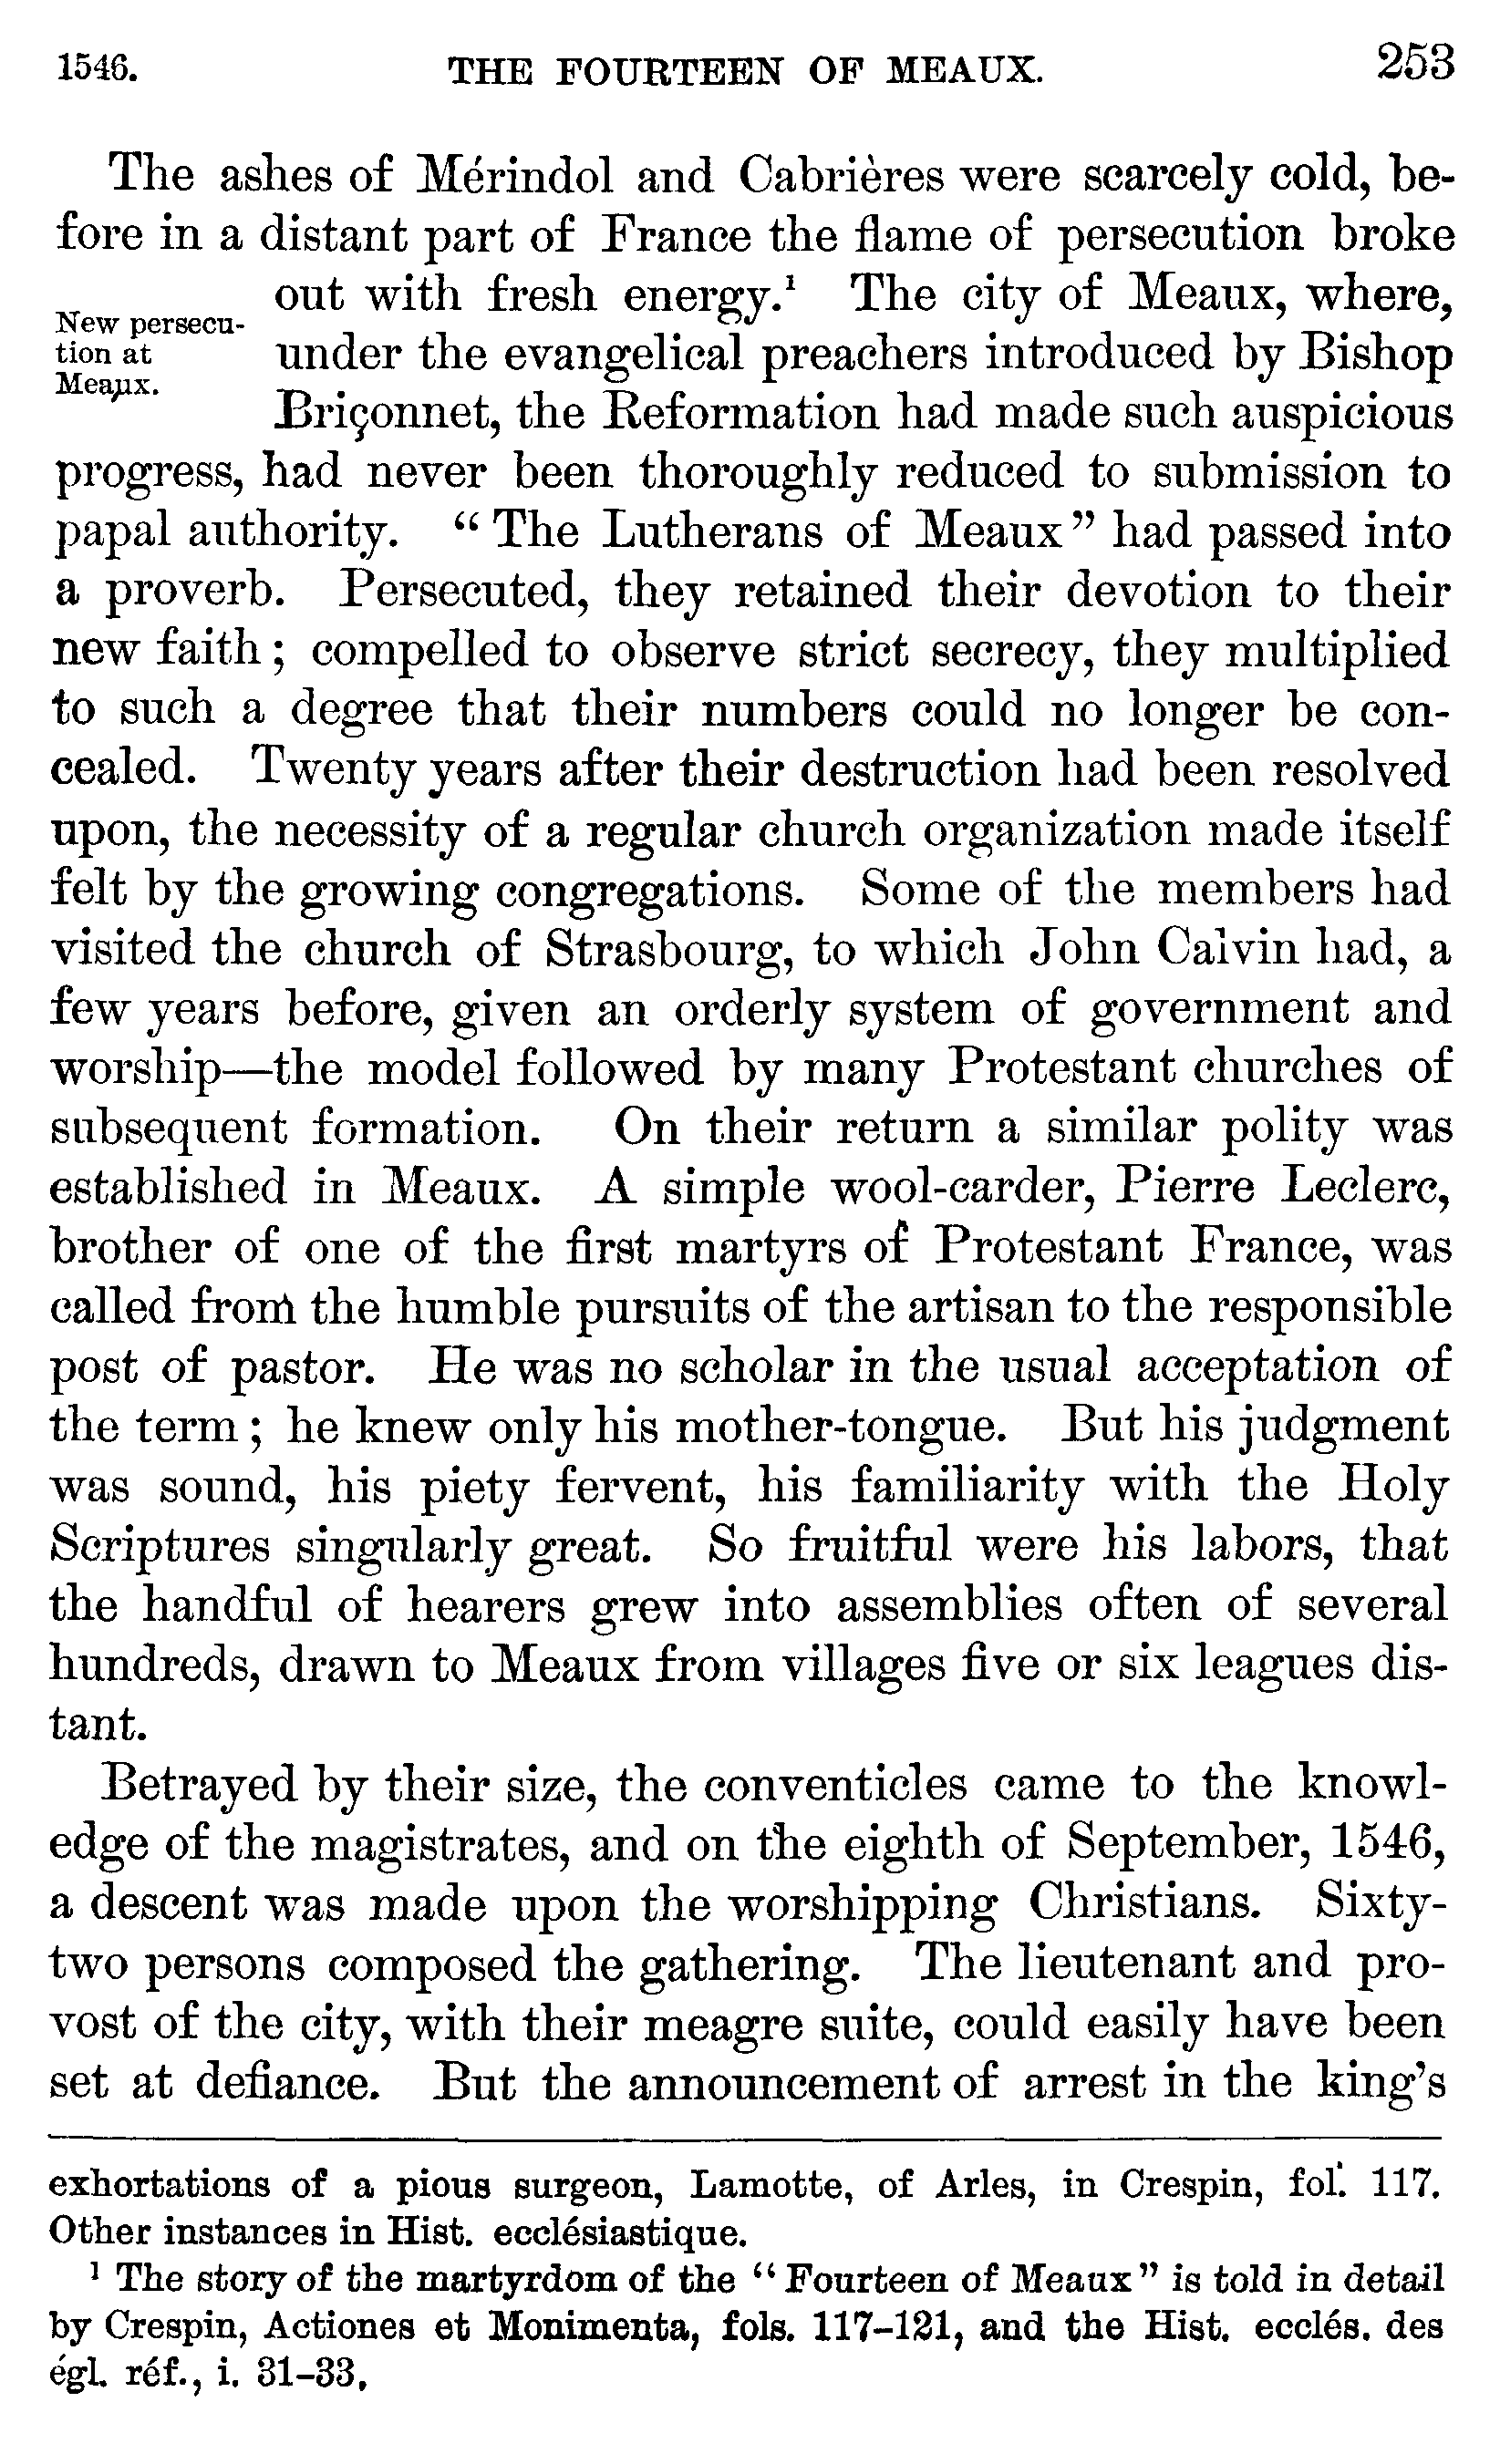 1546. THE FOURTEEN OF MEAUX. 253
The ashes of Mérindol and Cabrières were scarcely cold, be-
fore in a distant part of France the flame of persecution broke
out with fresh energy.¹ The city of Meaux, where,
New persecu-
tion at
Meaux.
under the evangelical preachers introduced by Bishop
Briçonnet, the Reformation had made such auspicious
progress, had never been thoroughly reduced to submission to
papal authority. “The Lutherans of Meaux” had passed into
a proverb. Persecuted, they retained their devotion to their
new faith; compelled to observe strict secrecy, they multiplied
to such a degree that their numbers could no longer be con-
cealed. Twenty years after their destruction had been resolved
upon, the necessity of a regular church organization made itself
felt by the growing congregations. Some of the members had
visited the church of Strasbourg, to which John Calvin had, a
few years before, given an orderly system of government and
worship—the model followed by many Protestant churches of
subsequent formation. On their return a similar polity was
established in Meaux. A simple wool-carder, Pierre Leclerc,
brother of one of the first martyrs of Protestant France, was
called from the humble pursuits of the artisan to the responsible
post of pastor. He was no scholar in the usual acceptation of
the term; he knew only his mother-tongue. But his judgment
was sound, his piety fervent, his familiarity with the Holy
Scriptures singularly great. So fruitful were his labors, that
the handful of hearers grew into assemblies often of several
hundreds, drawn to Meaux from villages five or six leagues dis-
tant.
Betrayed by their size, the conventicles came to the knowl-
edge of the magistrates, and on the eighth of September, 1546,
a descent was made upon the worshipping Christians. Sixty-
two persons composed the gathering. The lieutenant and pro-
vost of the city, with their meagre suite, could easily have been
set at defiance. But the announcement of arrest in the king’s
exhortations of a pious surgeon, Lamotte, of Arles, in Crespin, fol. 117.
Other instances in Hist. ecclésiastique.
¹ The story of the martyrdom of the “Fourteen of Meaux” is told in detail
by Crespin, Actiones et Monimenta, fols. 117–121, and the Hist. ecclés. des
égl. réf., i. 31–33.